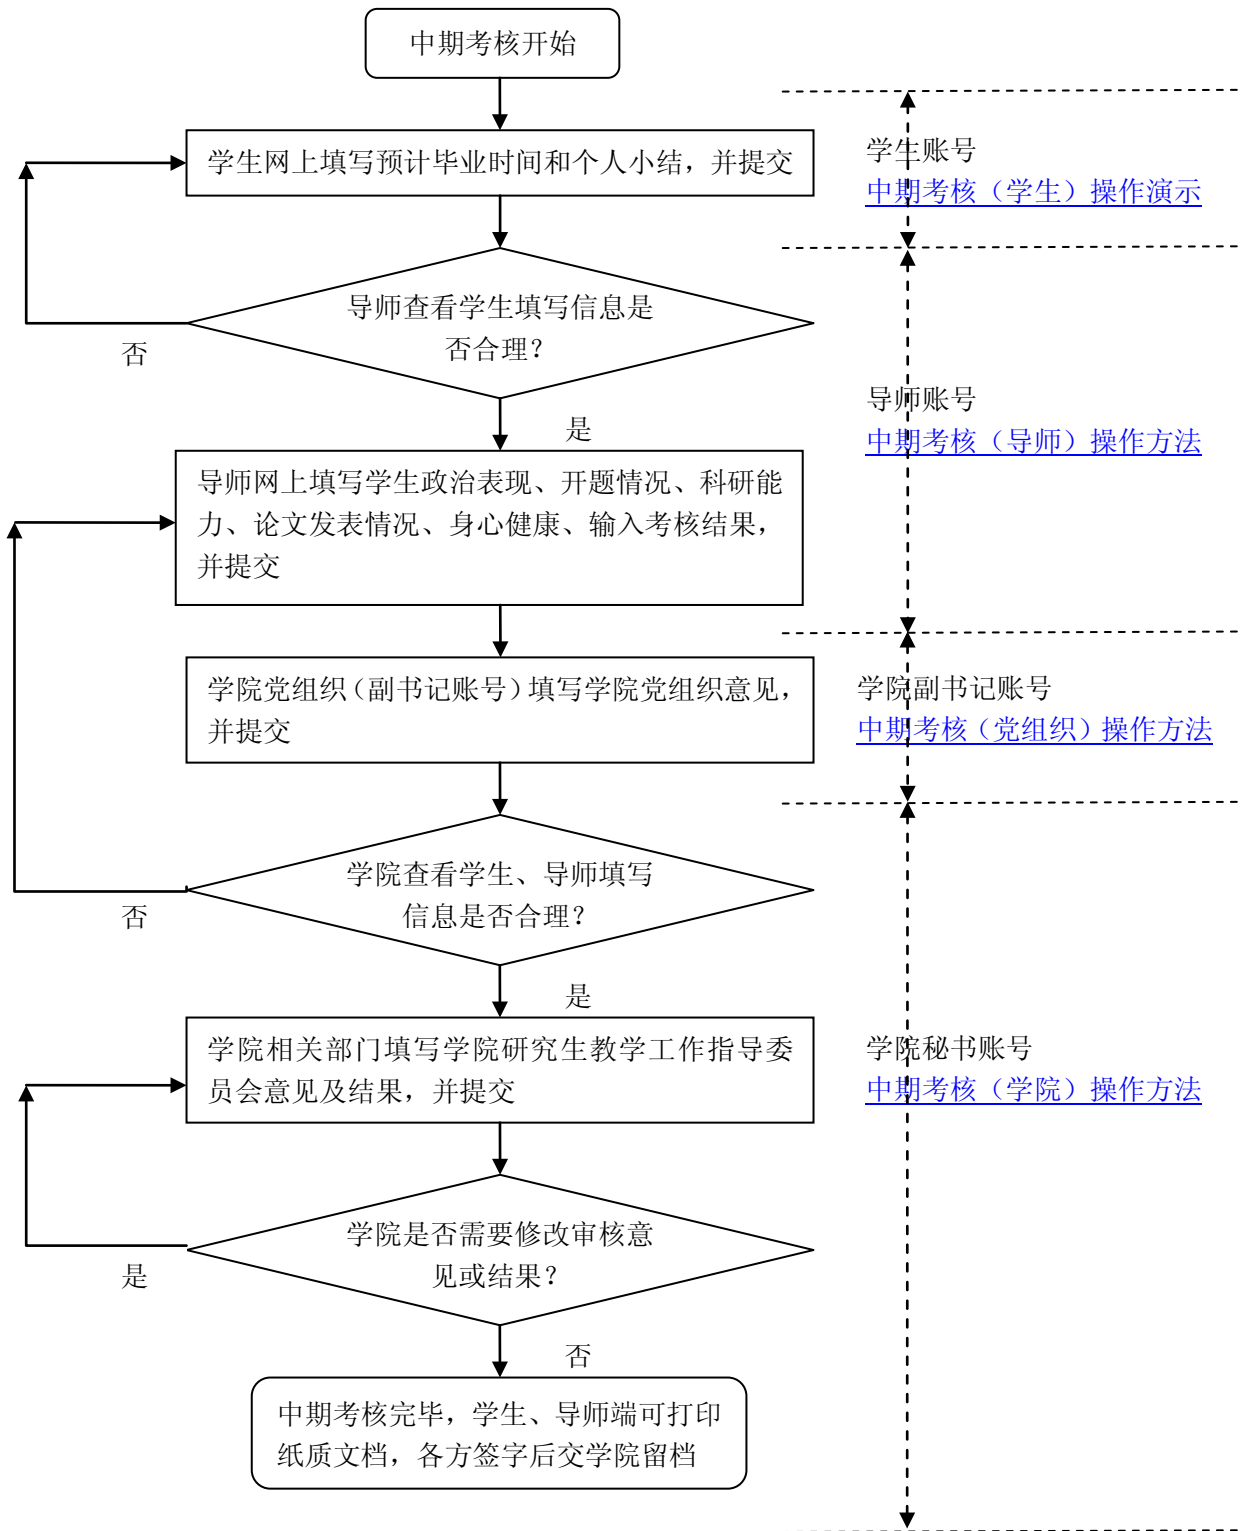 中期考核开始
学生网上填写预计毕业时间和个人小结，并提交
学生账号
中期考核（学生）操作演示
导师查看学生填写信息是
否合理？
否
是
导师账号
中期考核（导师）操作方法
导师网上填写学生政治表现、开题情况、科研能
力、论文发表情况、身心健康、输入考核结果，
并提交
学院党组织（副书记账号）填写学院党组织意见，
并提交
学院副书记账号
中期考核（党组织）操作方法
学院查看学生、导师填写
信息是否合理？
否
是
学院相关部门填写学院研究生教学工作指导委
员会意见及结果，并提交
学院秘书账号
中期考核（学院）操作方法
学院是否需要修改审核意
见或结果？
是
否
中期考核完毕，学生、导师端可打印
纸质文档，各方签字后交学院留档